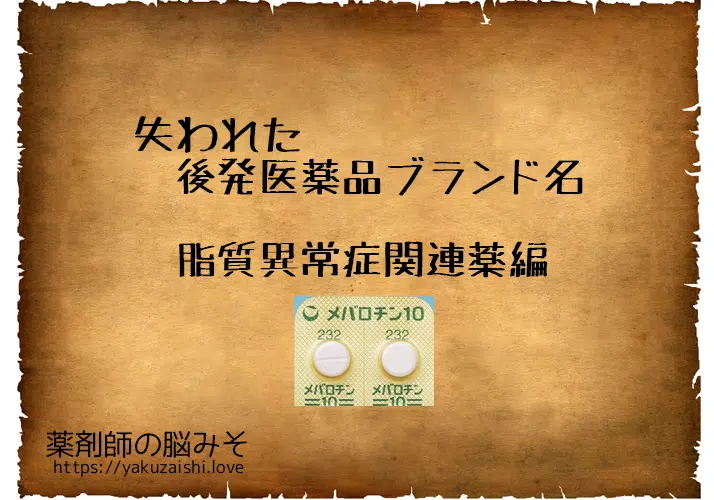 失われた
後発医薬品ブランド名
脂質異常症関連薬編
メバロチン10
232 232
メバロチン メバロチン
10 10
薬剤師の脳みそ
https://yakuzaishi.love